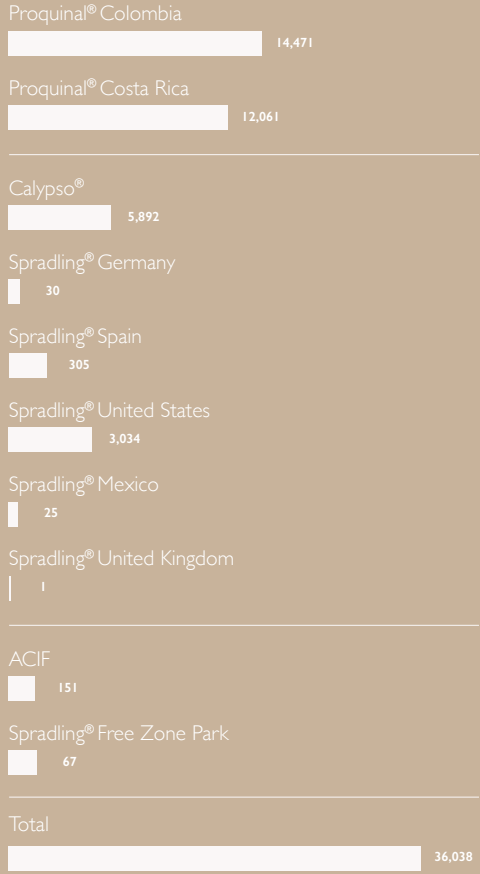 Proquinal® Colombia
14,471
Proquinal® Costa Rica
12,061
Calypso®
5,892
Spradling® Germany
30
Spradling® Spain
305
Spradling® United States
3,034
Spradling® Mexico
25
Spradling® United Kingdom
1
ACIF
151
Spradling® Free Zone Park
67
Total
36,038